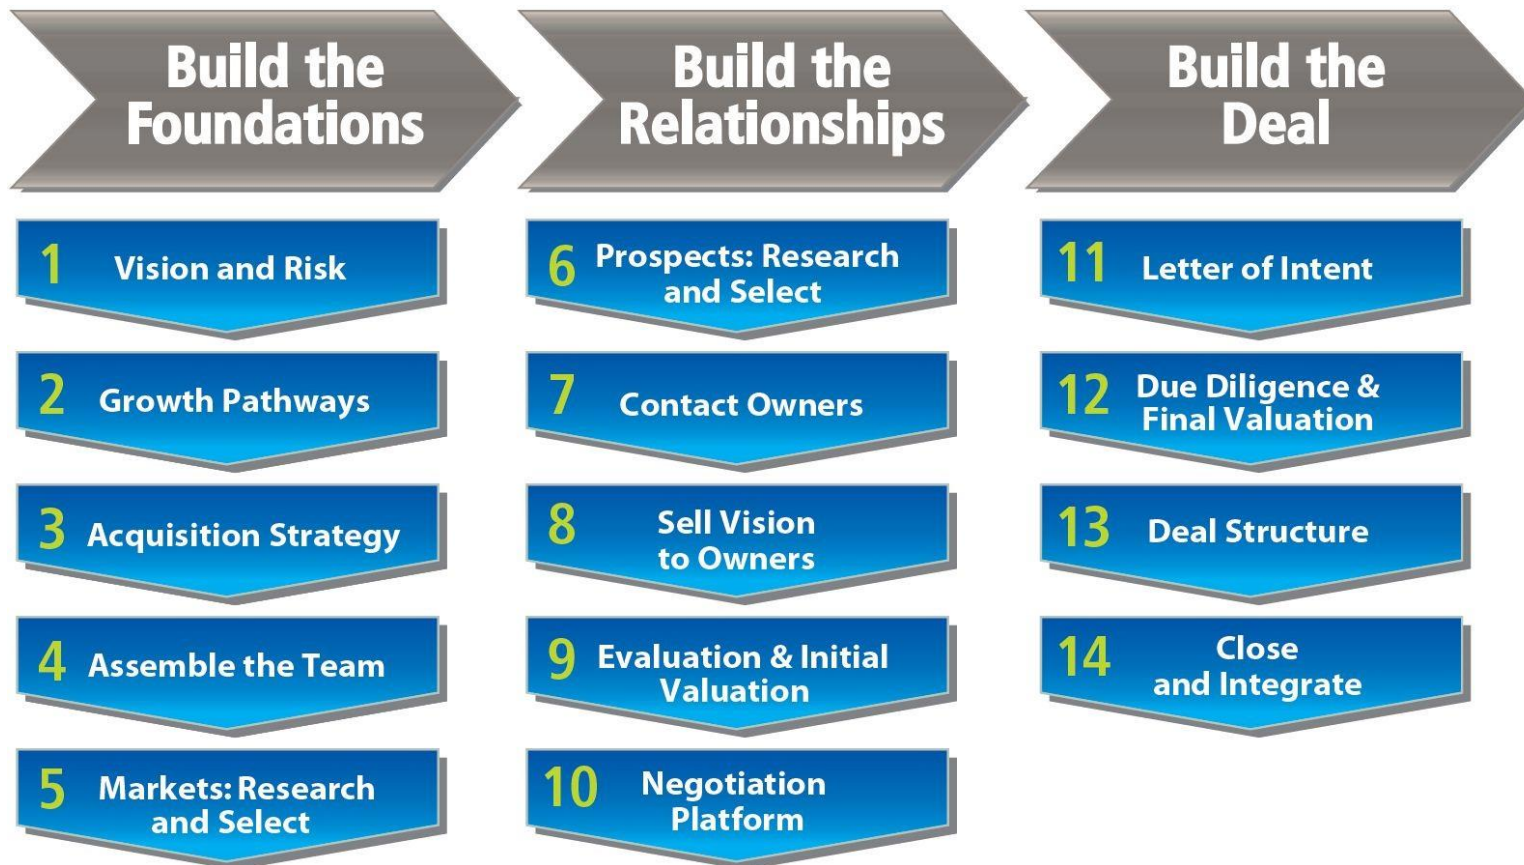 Build the
Foundations
1 Vision and Risk
2 Growth Pathways
3 Acquisition Strategy
4 Assemble the Team
5 Markets: Research
and Select
Build the
Relationships
6 Prospects: Research
and Select
7 Contact Owners
8 Sell Vision
to Owners
9 Evaluation & Initial
Valuation
10 Negotiation
Platform
Build the
Deal
11 Letter of Intent
12 Due Diligence &
Final Valuation
13 Deal Structure
14 Close
and Integrate